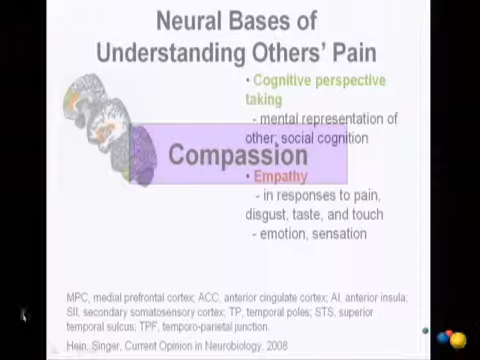 Neural Bases of
Understanding Others' Pain
• Cognitive perspective
taking
- mental representation of
other; social cognition
Compassion
• Empathy
- in responses to pain,
disgust, taste, and touch
- emotion, sensation
MPC, medial prefrontal cortex; ACC, anterior cingulate cortex; AI, anterior insula;
SII, secondary somatosensory cortex; TP, temporal poles; STS, superior
temporal sulcus; TPF, temporo-parietal junction.
Hein, Singer, Current Opinion in Neurobiology, 2008